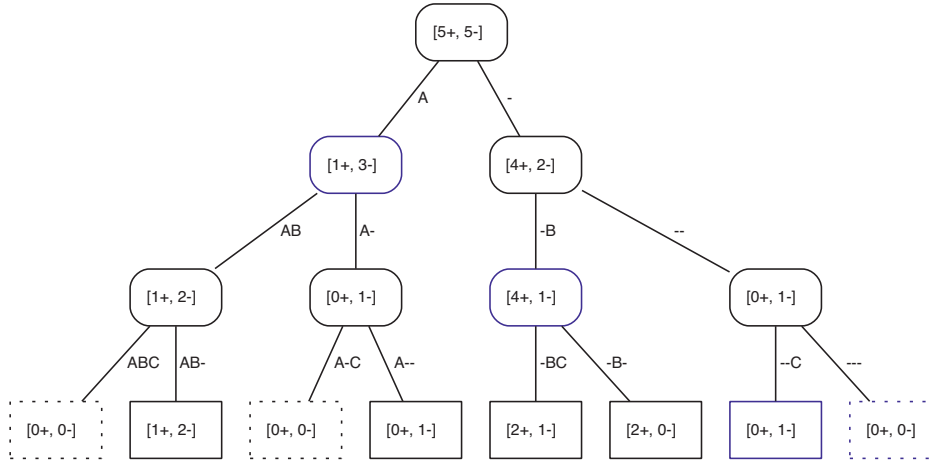 [5+, 5-]
A
-
[1+, 3-]
[4+, 2-]
AB
A-
-B
--
[1+, 2-]
[0+, 1-]
[4+, 1-]
[0+, 1-]
ABC
AB-
A-C
A--
-BC
-B-
--C
---
[0+, 0-]
[1+, 2-]
[0+, 0-]
[0+, 1-]
[2+, 1-]
[2+, 0-]
[0+, 1-]
[0+, 0-]